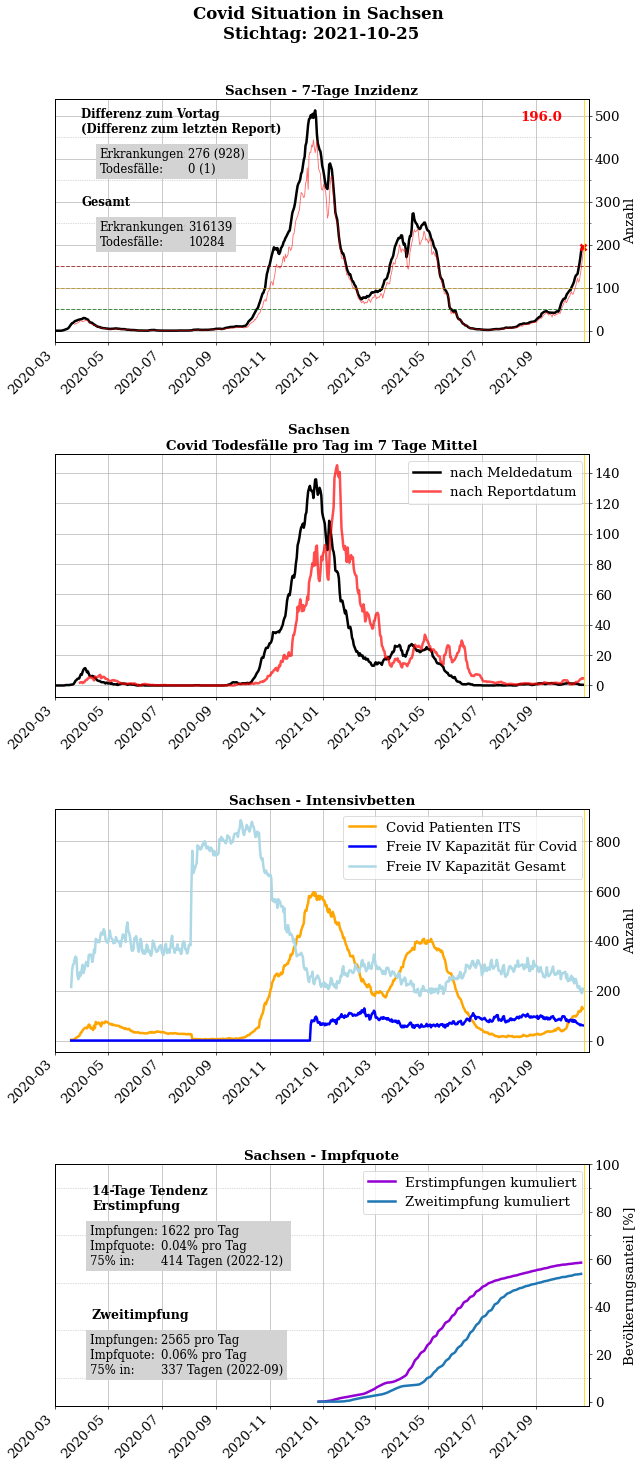 Covid Situation in Sachsen
Stichtag: 2021-10-25
Sachsen - 7-Tage Inzidenz
Differenz zum Vortag
(Differenz zum letzten Report)
Erkrankungen 276 (928)
Todesfälle: 0 (1)
Gesamt
Erkrankungen 316139
Todesfälle: 10284
196.0
500
400
300
200
100
0
Anzahl
2020-03
2020-05
2020-07
2020-09
2020-11
2021-01
2021-03
2021-05
2021-07
2021-09
Sachsen
Covid Todesfälle pro Tag im 7 Tage Mittel
nach Meldedatum
nach Reportdatum
140
120
100
80
60
40
20
0
2020-03
2020-05
2020-07
2020-09
2020-11
2021-01
2021-03
2021-05
2021-07
2021-09
Sachsen - Intensivbetten
Covid Patienten ITS
Freie IV Kapazität für Covid
Freie IV Kapazität Gesamt
800
600
400
200
0
Anzahl
2020-03
2020-05
2020-07
2020-09
2020-11
2021-01
2021-03
2021-05
2021-07
2021-09
Sachsen - Impfquote
14-Tage Tendenz
Erstimpfung
Impfungen: 1622 pro Tag
Impfquote: 0.04% pro Tag
75% in: 414 Tagen (2022-12)
Zweitimpfung
Impfungen: 2565 pro Tag
Impfquote: 0.06% pro Tag
75% in: 337 Tagen (2022-09)
Erstimpfungen kumuliert
Zweitimpfung kumuliert
100
80
60
40
20
0
Bevölkerungsanteil [%]
2020-03
2020-05
2020-07
2020-09
2020-11
2021-01
2021-03
2021-05
2021-07
2021-09